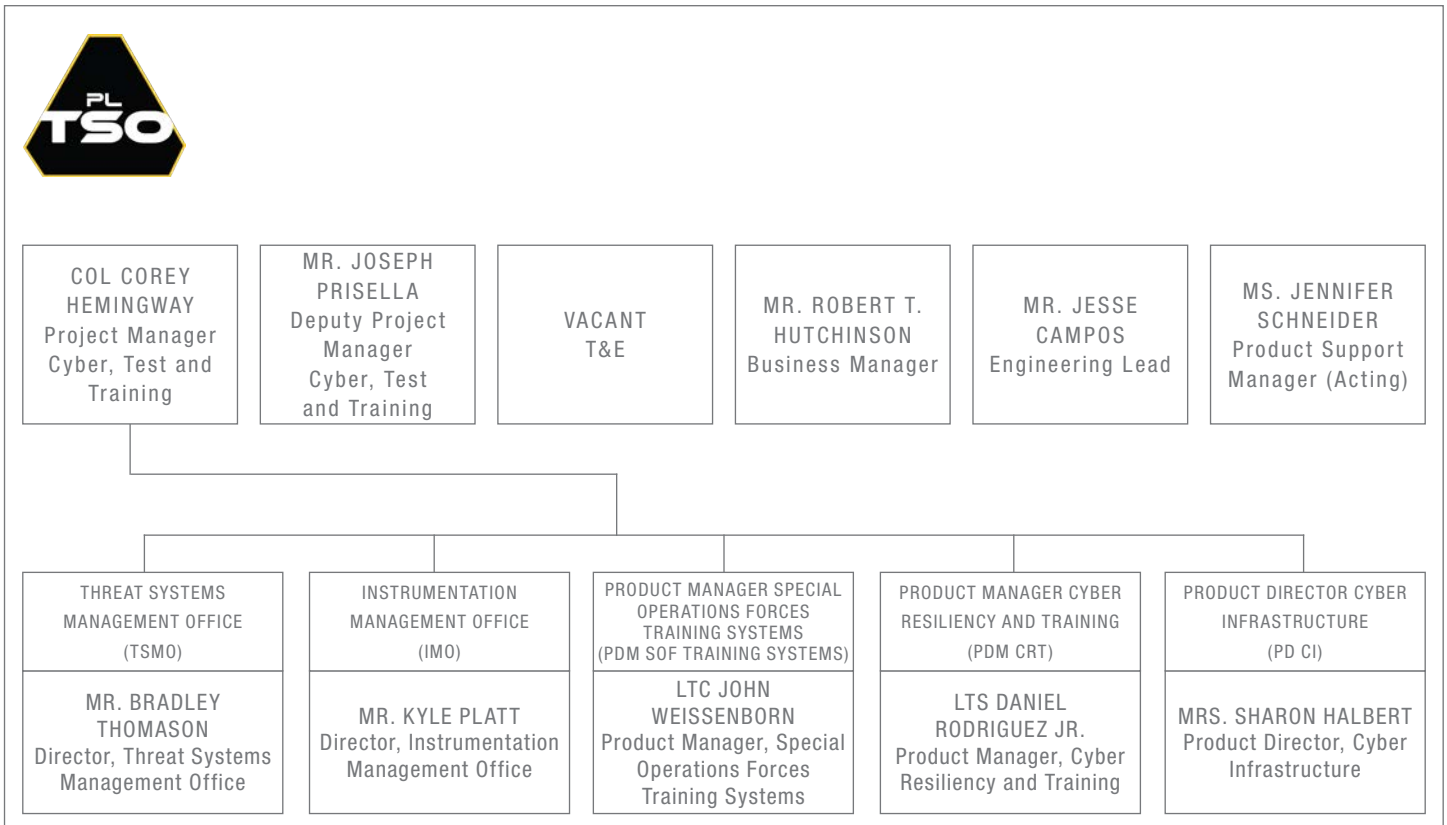 PL
TSO
COL COREY
HEMINGWAY
Project Manager
Cyber, Test and
Training
MR. JOSEPH
PRISELLA
Deputy Project
Manager
Cyber, Test
and Training
VACANT
T&E
MR. ROBERT T.
HUTCHINSON
Business Manager
MR. JESSE
CAMPOS
Engineering Lead
MS. JENNIFER
SCHNEIDER
Product Support
Manager (Acting)
THREAT SYSTEMS
MANAGEMENT OFFICE
(TSMO)
MR. BRADLEY
THOMASON
Director, Threat Systems
Management Office
INSTRUMENTATION
MANAGEMENT OFFICE
(IMO)
MR. KYLE PLATT
Director, Instrumentation
Management Office
PRODUCT MANAGER SPECIAL
OPERATIONS FORCES
TRAINING SYSTEMS
(PDM SOF TRAINING SYSTEMS)
LTC JOHN
WEISSENBORN
Product Manager, Special
Operations Forces
Training Systems
PRODUCT MANAGER CYBER
RESILIENCY AND TRAINING
(PDM CRT)
LTS DANIEL
RODRIGUEZ JR.
Product Manager, Cyber
Resiliency and Training
PRODUCT DIRECTOR CYBER
INFRASTRUCTURE
(PD CI)
MRS. SHARON HALBERT
Product Director, Cyber
Infrastructure